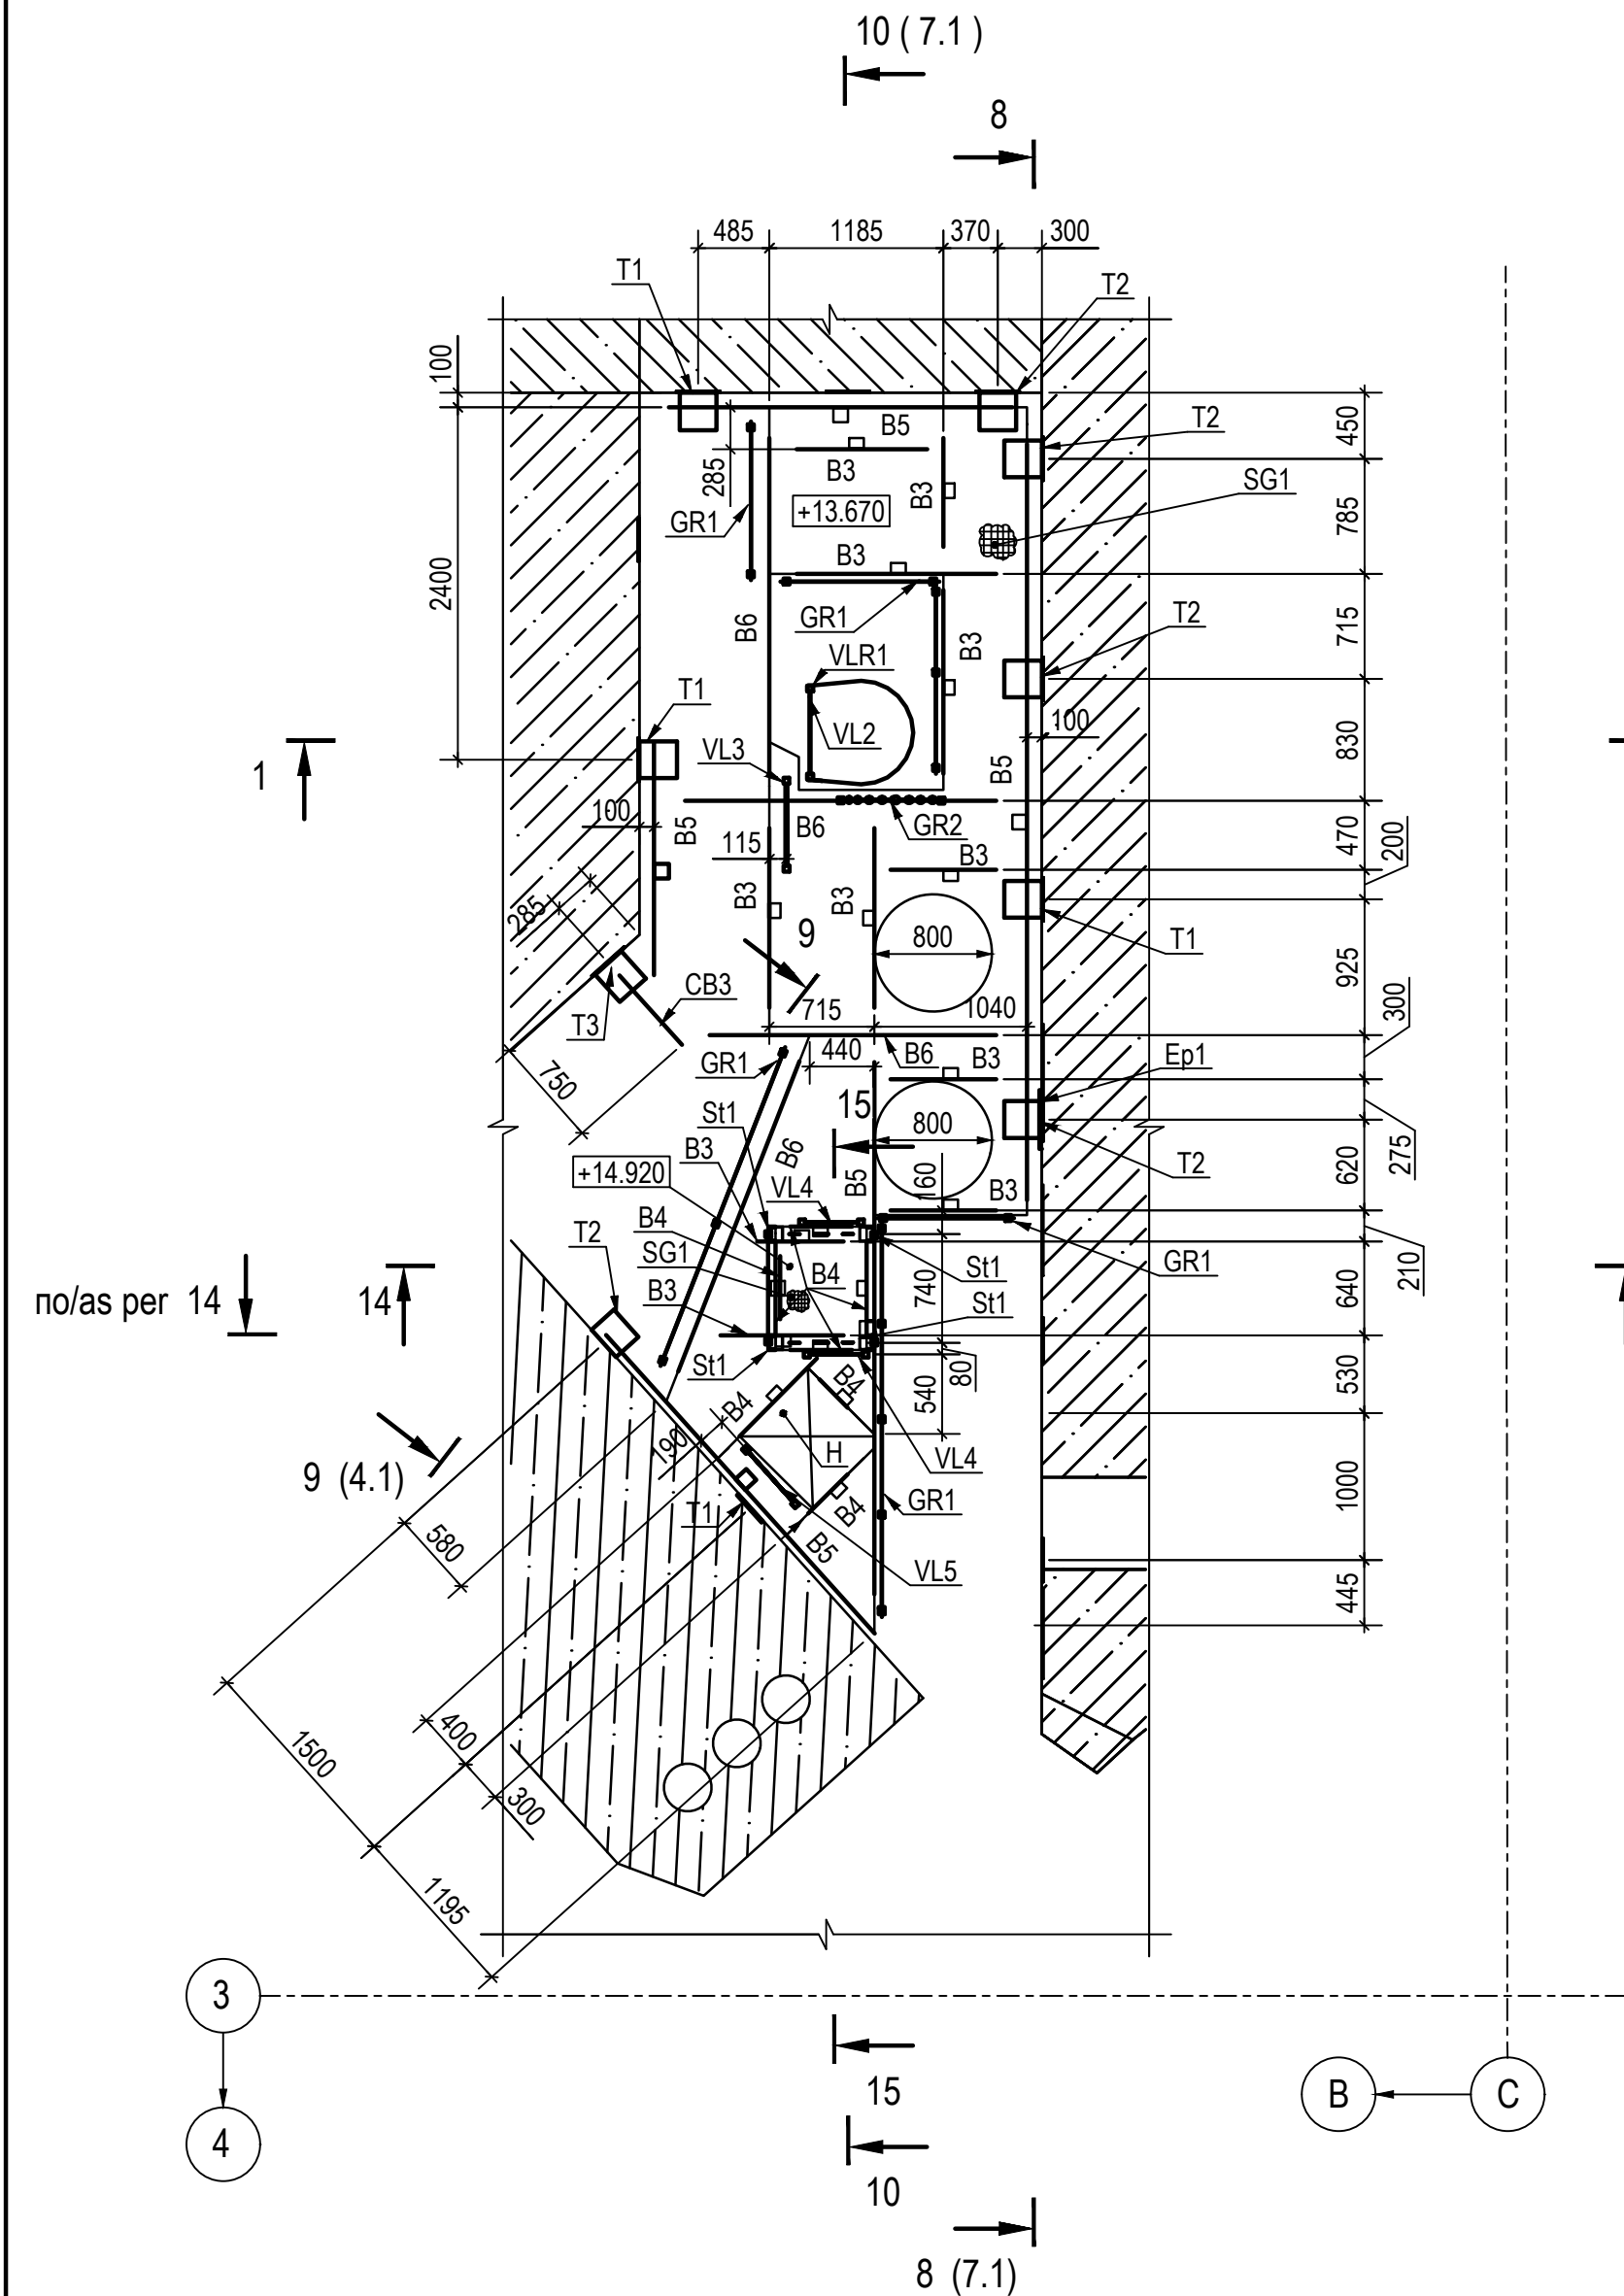 10 ( 7.1 )
8
485
1185
370
300
T1
T2
100
B5
T2
450
285
B3
B3
SG1
+13.670
GR1
785
B3
2400
GR1
B6
B3
T2
715
VLR1
T1
VL2
100
830
1
VL3
B5
100
B5
B6
GR2
115
B3
470
200
B3
B3
285
9
800
T1
925
CB3
715
1040
300
T3
440
B6
B3
Ep1
GR1
750
St1
15
800
B3
B6
T2
620
275
+14.920
VL4
B5
160
B3
B4
T2
SG1
B4
St1
GR1
210
по/as per 14
14
B3
740
St1
640
St1
80
B4
530
540
B4
190
H
VL4
9 (4.1)
GR1
1000
T1
B4
580
B5
VL5
445
1500
400
300
1195
3
15
B
C
4
10
8 (7.1)